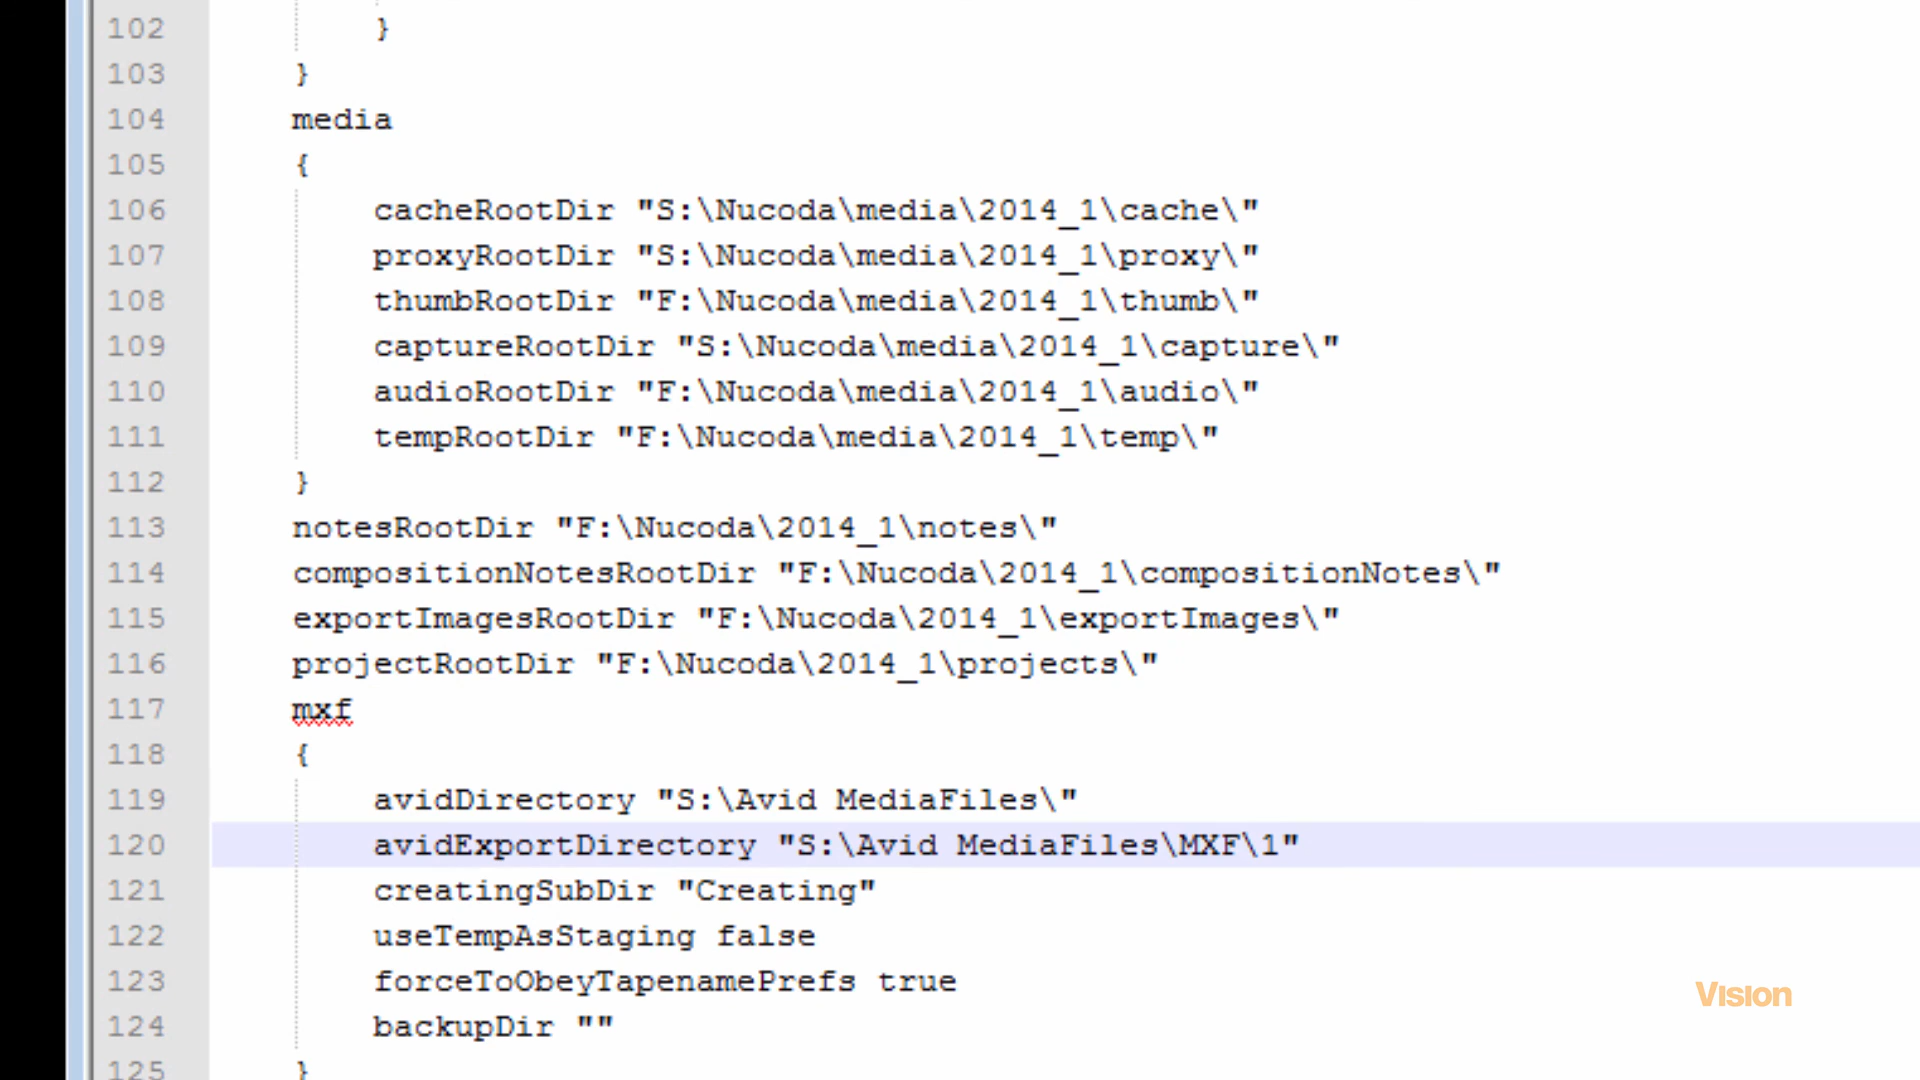 102 }
103 }
104 media
105 {
106 cacheRootDir "S:\Nucoda\media\2014_1\cache\"
107 proxyRootDir "S:\Nucoda\media\2014_1\proxy\"
108 thumbRootDir "F:\Nucoda\media\2014_1\thumb\"
109 captureRootDir "S:\Nucoda\media\2014_1\capture\"
110 audioRootDir "F:\Nucoda\media\2014_1\audio\"
111 tempRootDir "F:\Nucoda\media\2014_1\temp\"
112 }
113 notesRootDir "F:\Nucoda\2014_1\notes\"
114 compositionNotesRootDir "F:\Nucoda\2014_1\compositionNotes\"
115 exportImagesRootDir "F:\Nucoda\2014_1\exportImages\"
116 projectRootDir "F:\Nucoda\2014_1\projects\"
117 mxf
118 {
119 avidDirectory "S:\Avid MediaFiles\"
120 avidExportDirectory "S:\Avid MediaFiles\MXF\1"
121 creatingSubDir "Creating"
122 useTempAsStaging false
123 forceToObeyTapenamePrefs true
124 backupDir ""
125 }
Vision